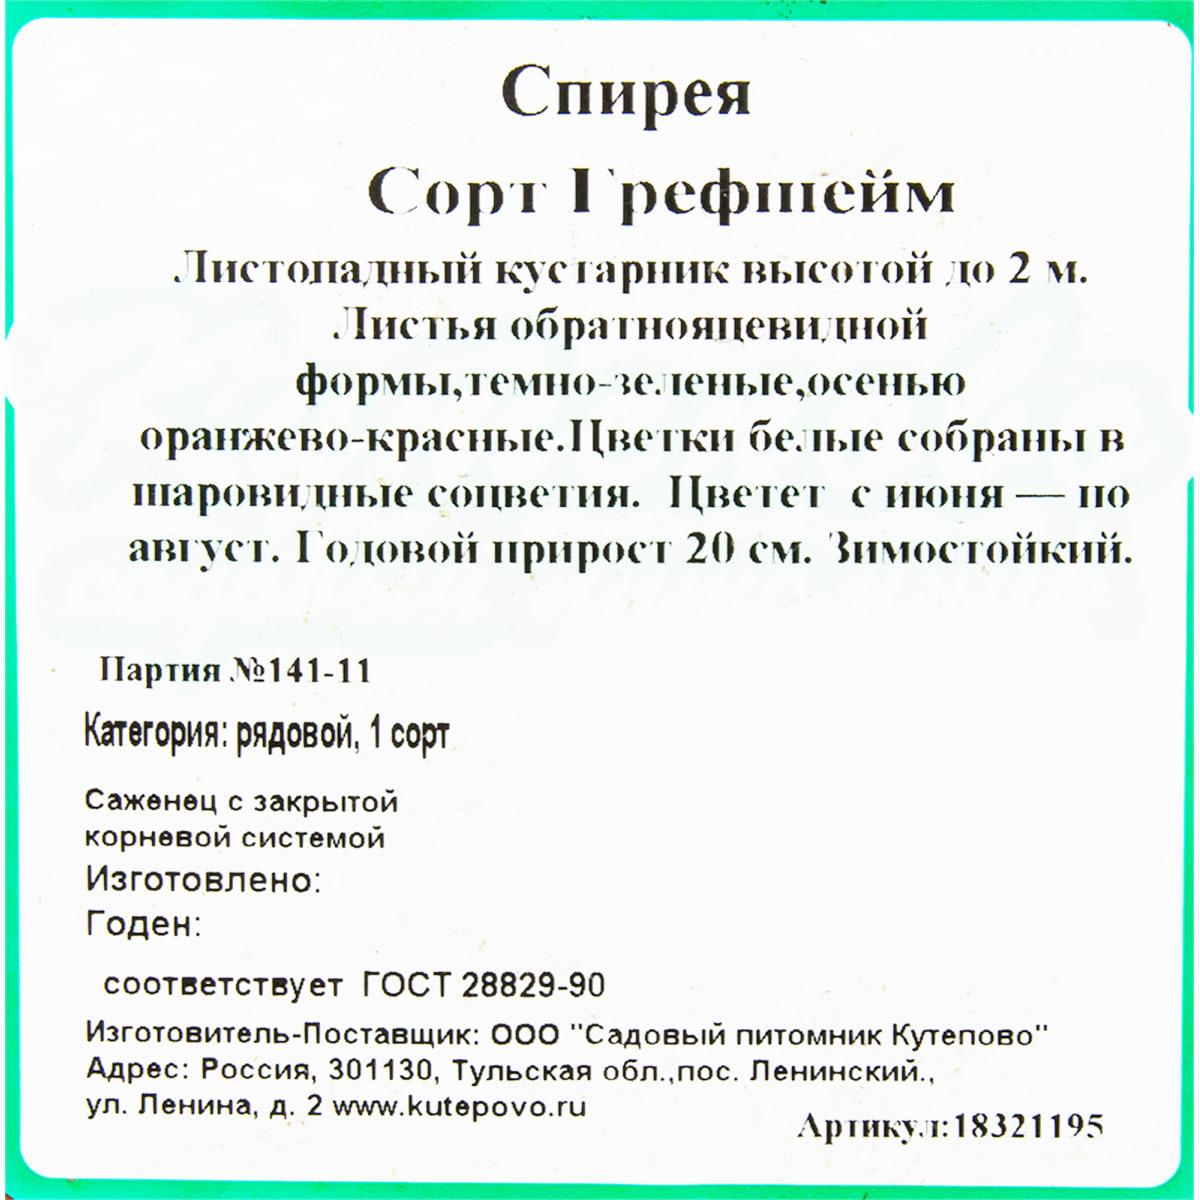 Спирея
Сорт Грефшейм
Листопадный кустарник высотой до 2 м.
Листья обратнояцевидной
формы,темно-зеленые,осенью
оранжево-красные.Цветки белые собраны в
шаровидные соцветия. Цветет с июня — по
август. Годовой прирост 20 см. Зимостойкий.
Партия №141-11
Категория: рядовой, 1 сорт
Саженец с закрытой
корневой системой
Изготовлено:
Годен:
соответствует ГОСТ 28829-90
Изготовитель-Поставщик: ООО "Садовый питомник Кутепово"
Адрес: Россия, 301130, Тульская обл.,пос. Ленинский.,
ул. Ленина, д. 2 www.kutepovo.ru
Артикул:18321195